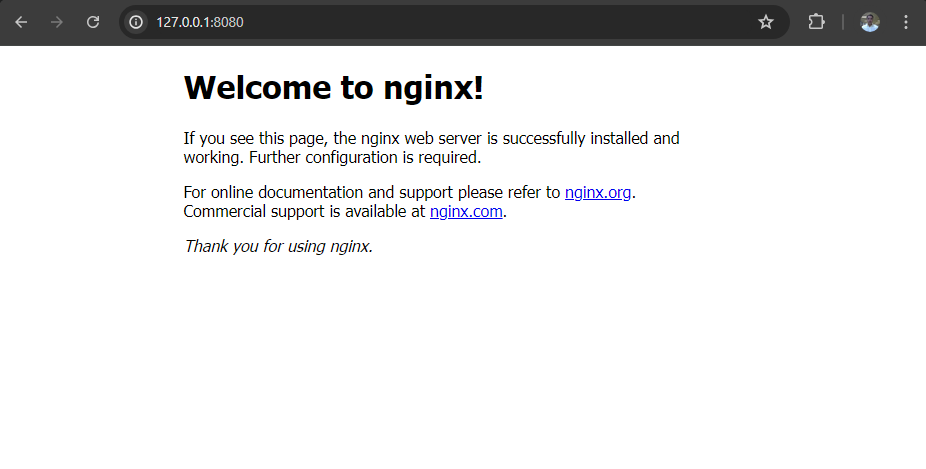 127.0.0.1:8080
Welcome to nginx!
If you see this page, the nginx web server is successfully installed and
working. Further configuration is required.
For online documentation and support please refer to nginx.org.
Commercial support is available at nginx.com.
Thank you for using nginx.